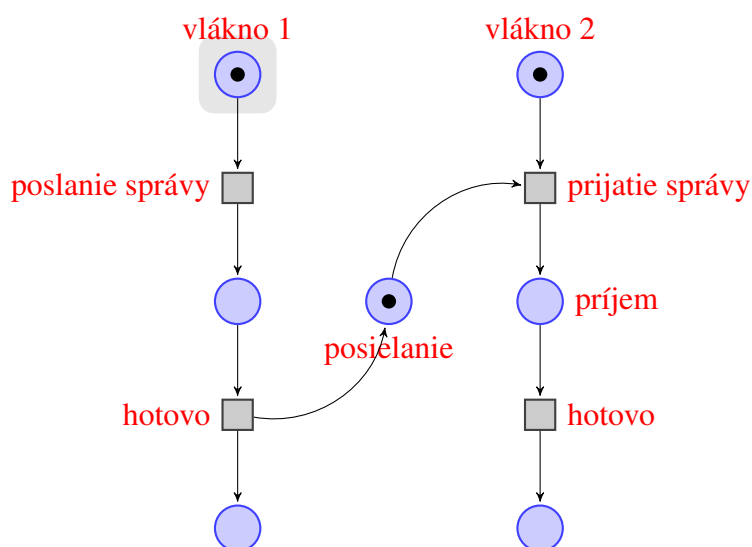 vlákno 1
vlákno 2
poslanie správy
prijatie správy
príjem
posielanie
hotovo
hotovo